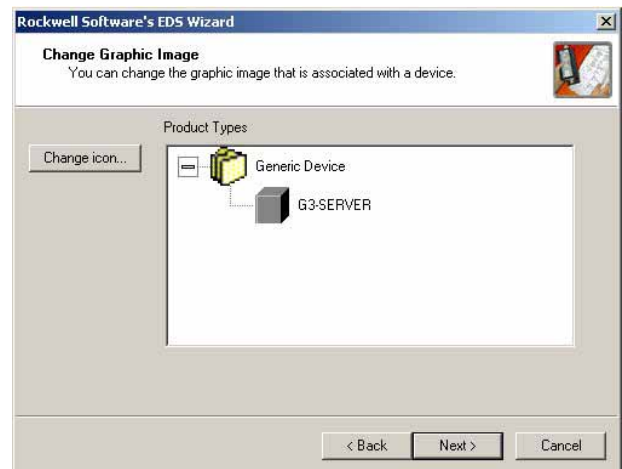 Rockwell Software's EDS Wizard
Change Graphic Image
You can change the graphic image that is associated with a device.
Product Types
Change icon...
Generic Device
G3-SERVER
< Back
Next >
Cancel